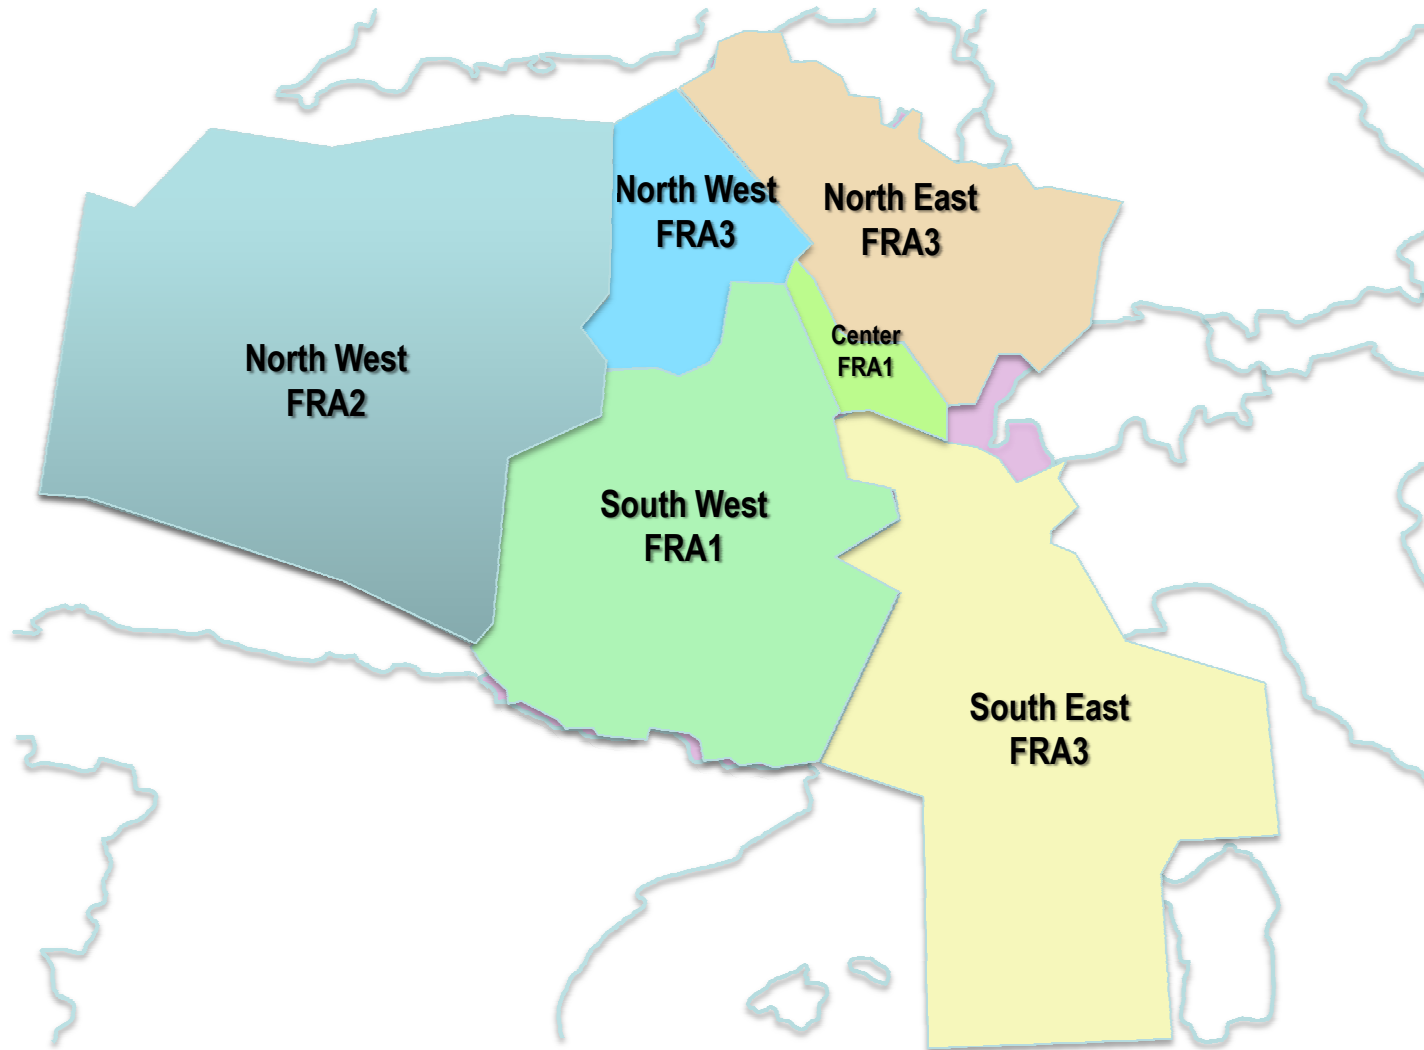 North West
FRA3
North East
FRA3
Center
FRA1
North West
FRA2
South West
FRA1
South East
FRA3